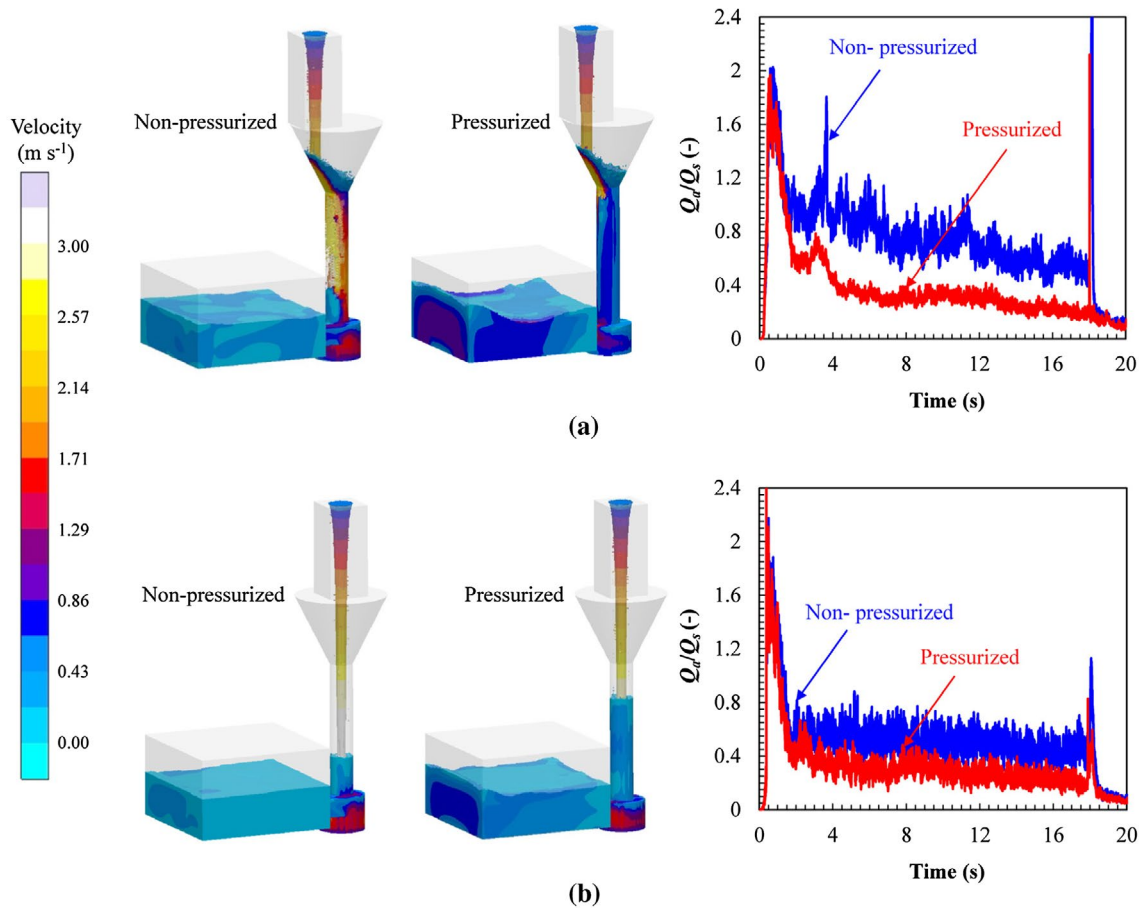 Velocity
(m s⁻¹)
3.00
2.57
2.14
1.71
1.29
0.86
0.43
0.00
Non-pressurized
Pressurized
2.4
2
1.6
1.2
0.8
0.4
0
Qa/Qs (-)
Non- pressurized
Pressurized
0 4 8 12 16 20
Time (s)
(a)
Non-pressurized
Pressurized
2.4
2
1.6
1.2
0.8
0.4
0
Qa/Qs (-)
Non- pressurized
Pressurized
0 4 8 12 16 20
Time (s)
(b)